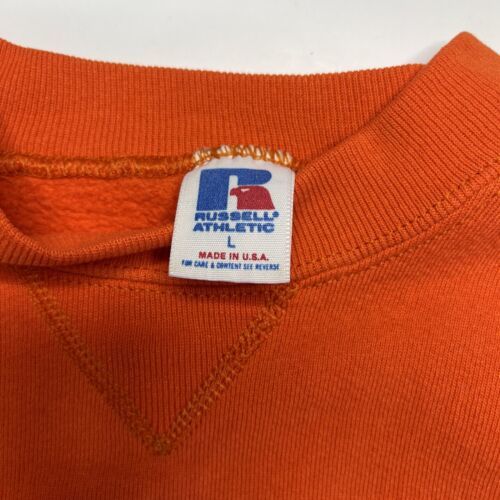 RUSSELL®
ATHLETIC
L
MADE IN U.S.A.
FOR CARE & CONTENT SEE REVERSE